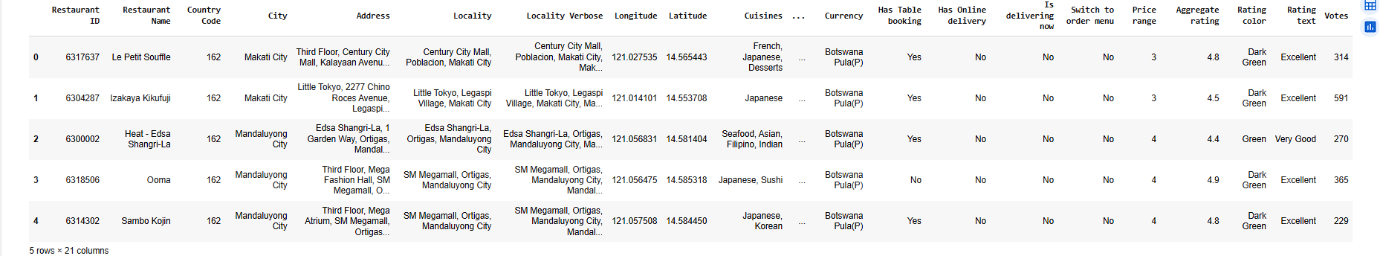 Restaurant ID Restaurant Name Country Code City Address Locality Locality Verbose Longitude Latitude Cuisines ... Currency Has Table booking Has Online delivery Is delivering now Switch to order menu Price range Aggregate rating Rating color Rating text Votes
0 6317637 Le Petit Souffle 162 Makati City Third Floor, Century City Mall, Kalayaan Avenu... Century City Mall, Poblacion, Makati City Century City Mall, Poblacion, Makati City, Mak... 121.027535 14.565443 French, Japanese, Desserts ... Botswana Pula(P) Yes No No No 3 4.8 Dark Green Excellent 314
1 6304287 Izakaya Kikufuji 162 Makati City Little Tokyo, 2277 Chino Roces Avenue, Legaspi... Little Tokyo, Legaspi Village, Makati City Little Tokyo, Legaspi Village, Makati City, Ma... 121.014101 14.553708 Japanese ... Botswana Pula(P) Yes No No No 3 4.5 Dark Green Excellent 591
2 6300002 Heat - Edsa Shangri-La 162 Mandaluyong City Edsa Shangri-La, 1 Garden Way, Ortigas, Mandal... Edsa Shangri-La, Ortigas, Mandaluyong City Edsa Shangri-La, Ortigas, Mandaluyong City, Ma... 121.056831 14.581404 Seafood, Asian, Filipino, Indian ... Botswana Pula(P) Yes No No No 4 4.4 Green Very Good 270
3 6318506 Ooma 162 Mandaluyong City Third Floor, Mega Fashion Hall, SM Megamall, O... SM Megamall, Ortigas, Mandaluyong City SM Megamall, Ortigas, Mandaluyong City, Mandal... 121.056475 14.585318 Japanese, Sushi ... Botswana Pula(P) No No No No 4 4.9 Dark Green Excellent 365
4 6314302 Sambo Kojin 162 Mandaluyong City Third Floor, Mega Atrium, SM Megamall, Ortigas... SM Megamall, Ortigas, Mandaluyong City SM Megamall, Ortigas, Mandaluyong City, Mandal... 121.057508 14.584450 Japanese, Korean ... Botswana Pula(P) Yes No No No 4 4.8 Dark Green Excellent 229
5 rows × 21 columns